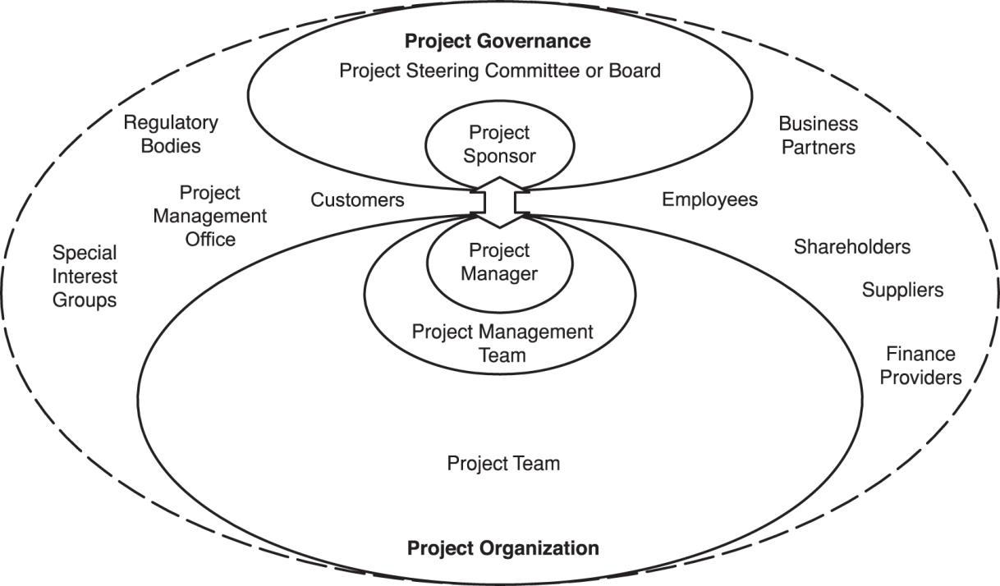 Project Governance
Project Steering Committee or Board
Project
Sponsor
Regulatory
Bodies
Business
Partners
Project
Management
Office
Customers
Employees
Special
Interest
Groups
Shareholders
Suppliers
Finance
Providers
Project
Manager
Project Management
Team
Project Team
Project Organization